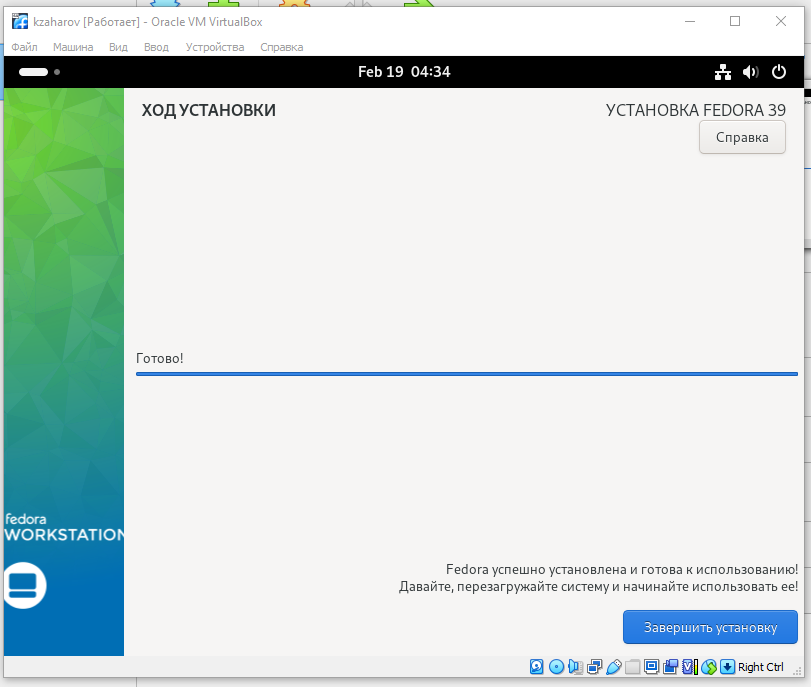 kzaharov [Работает] - Oracle VM VirtualBox
Файл Машина Вид Ввод Устройства Справка
Feb 19 04:34
ХОД УСТАНОВКИ
УСТАНОВКА FEDORA 39
Справка
Готово!
fedora
WORKSTATION
Fedora успешно установлена и готова к использованию!
Давайте, перезагружайте систему и начинайте использовать ее!
Завершить установку
Right Ctrl